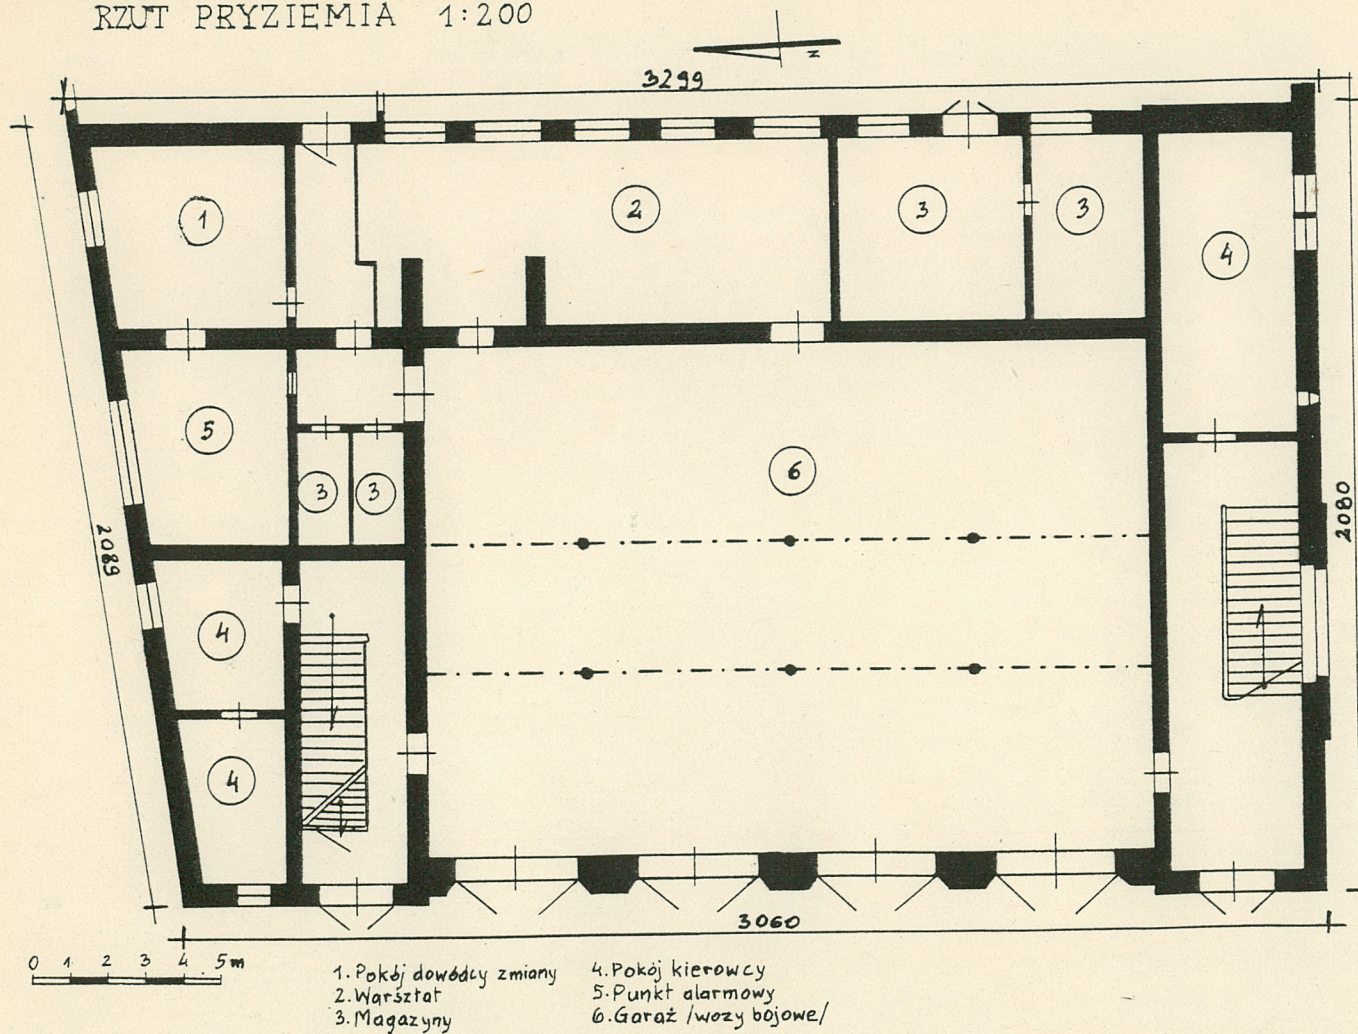 RZUT PRYZIEMIA 1:200
N
3299
1
2
3
3
4
5
3
3
6
2089
2080
4
4
3060
0 1 2 3 4 5m
1. Pokój dowódcy zmiany
2. Warsztat
3. Magazyny
4. Pokój kierowcy
5. Punkt alarmowy
6. Garaż /wozy bojowe/